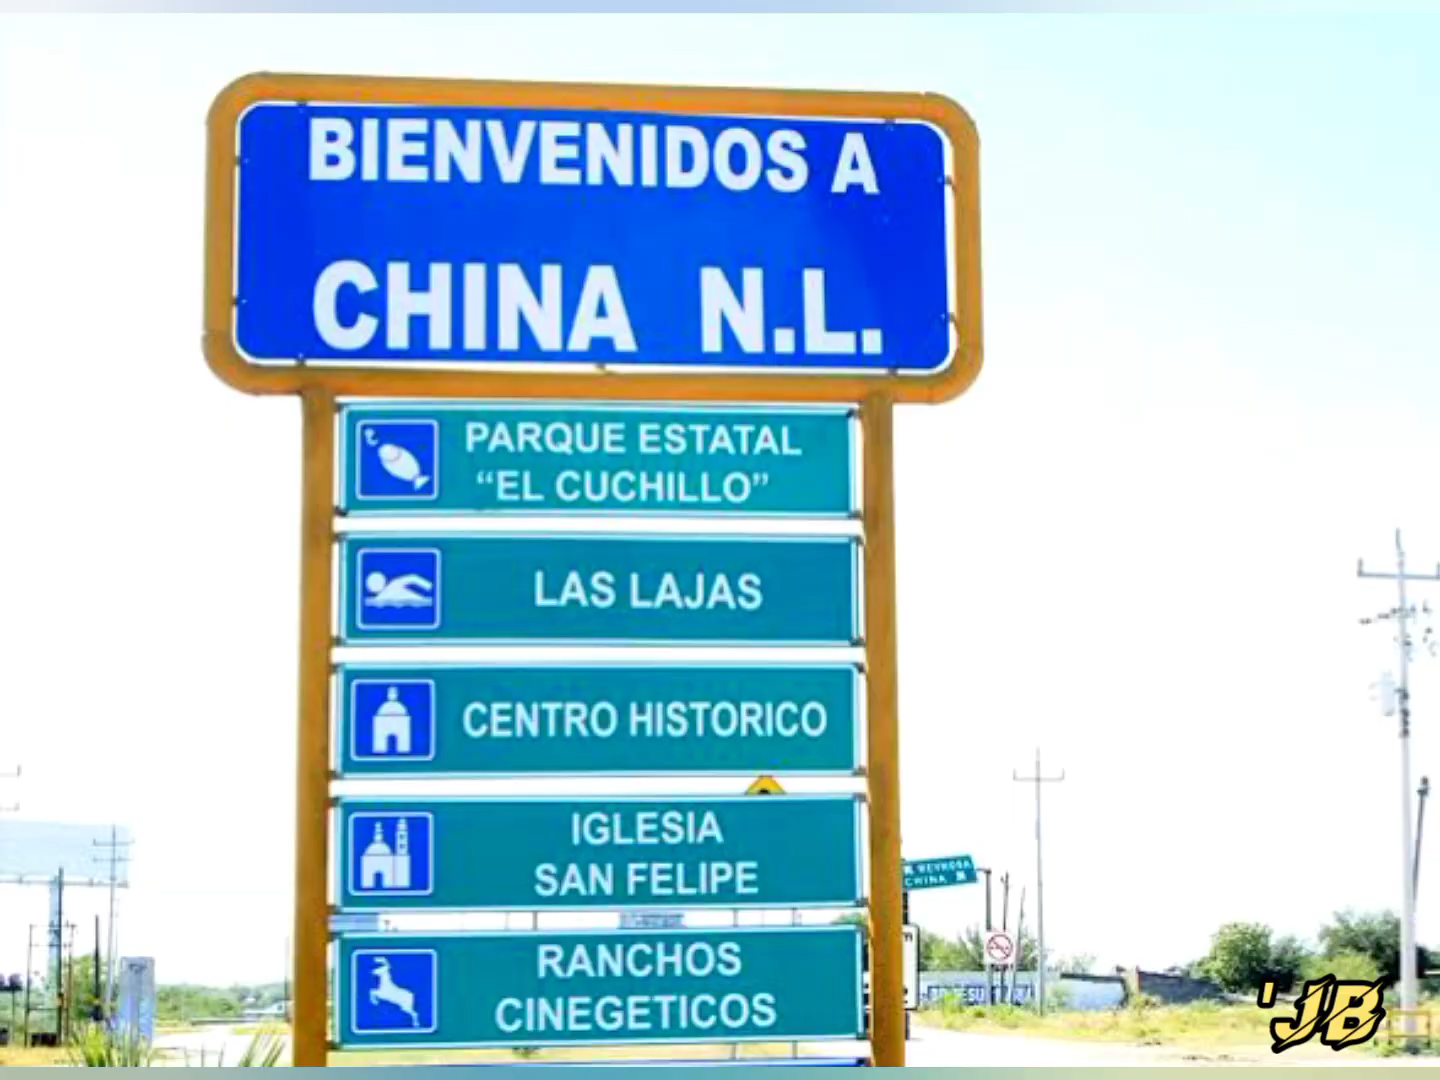 BIENVENIDOS A
CHINA N.L.
PARQUE ESTATAL
“EL CUCHILLO”
LAS LAJAS
CENTRO HISTORICO
IGLESIA
SAN FELIPE
RANCHOS
CINEGETICOS
REYNOSA
CHINA
'JB